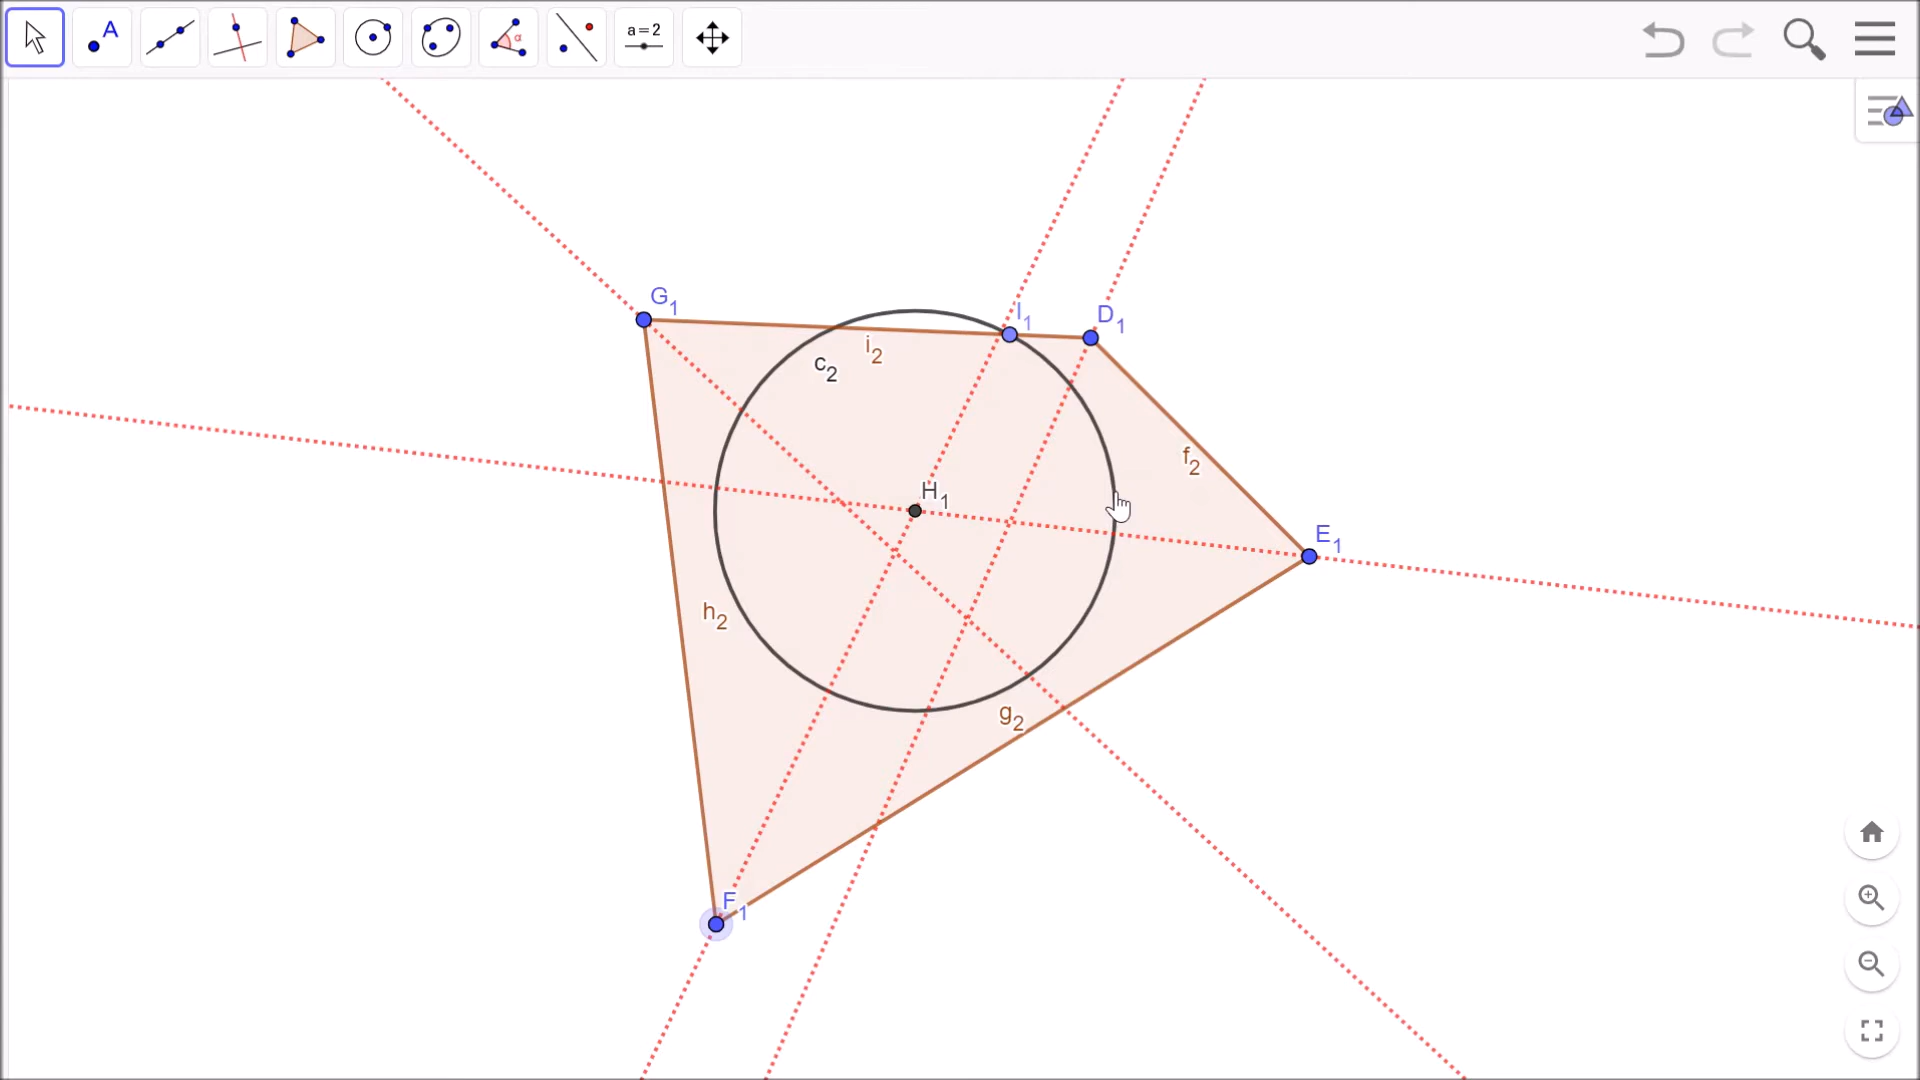 A
α
a=2
G₁
I₁
D₁
i₂
c₂
f₂
H₁
E₁
h₂
g₂
F₁